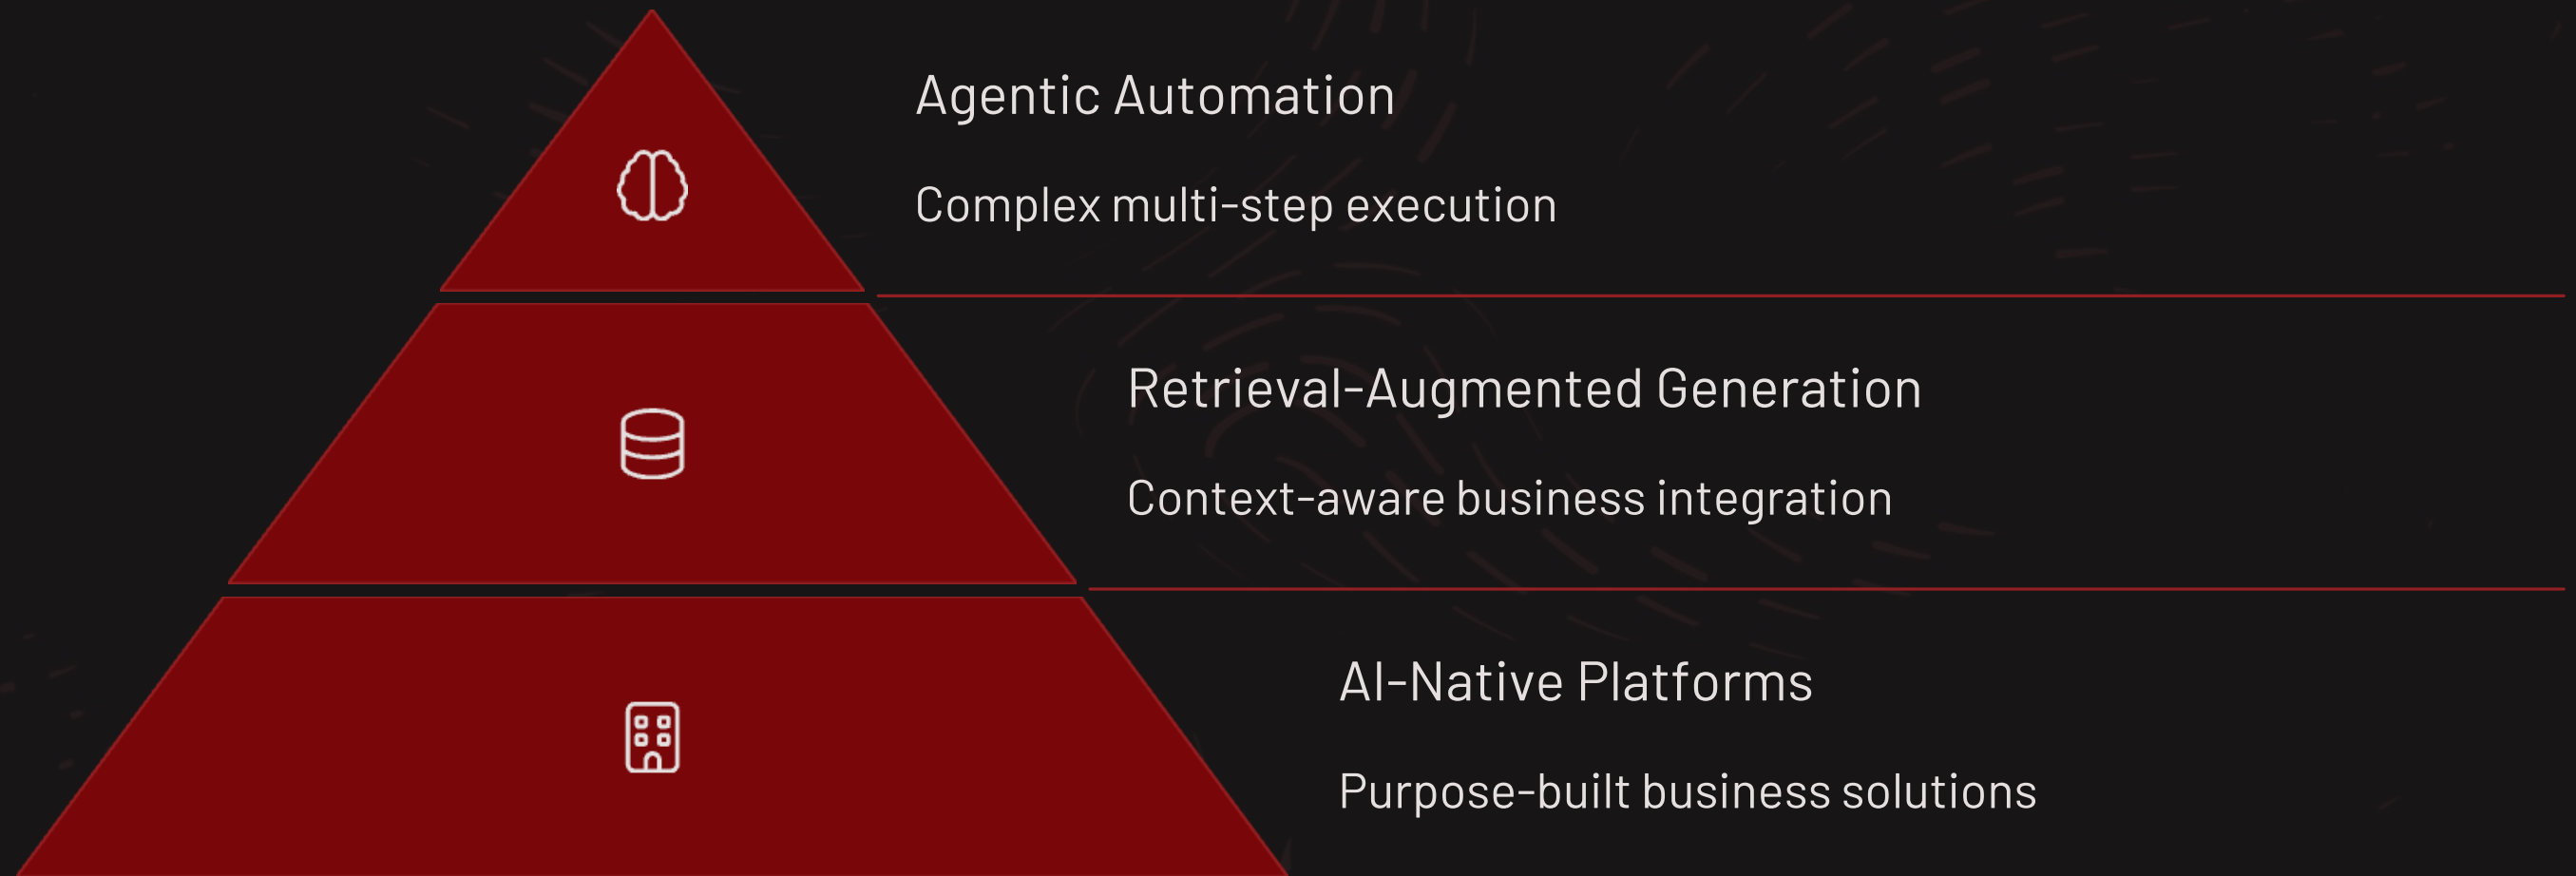 Agentic Automation
Complex multi-step execution
Retrieval-Augmented Generation
Context-aware business integration
AI-Native Platforms
Purpose-built business solutions